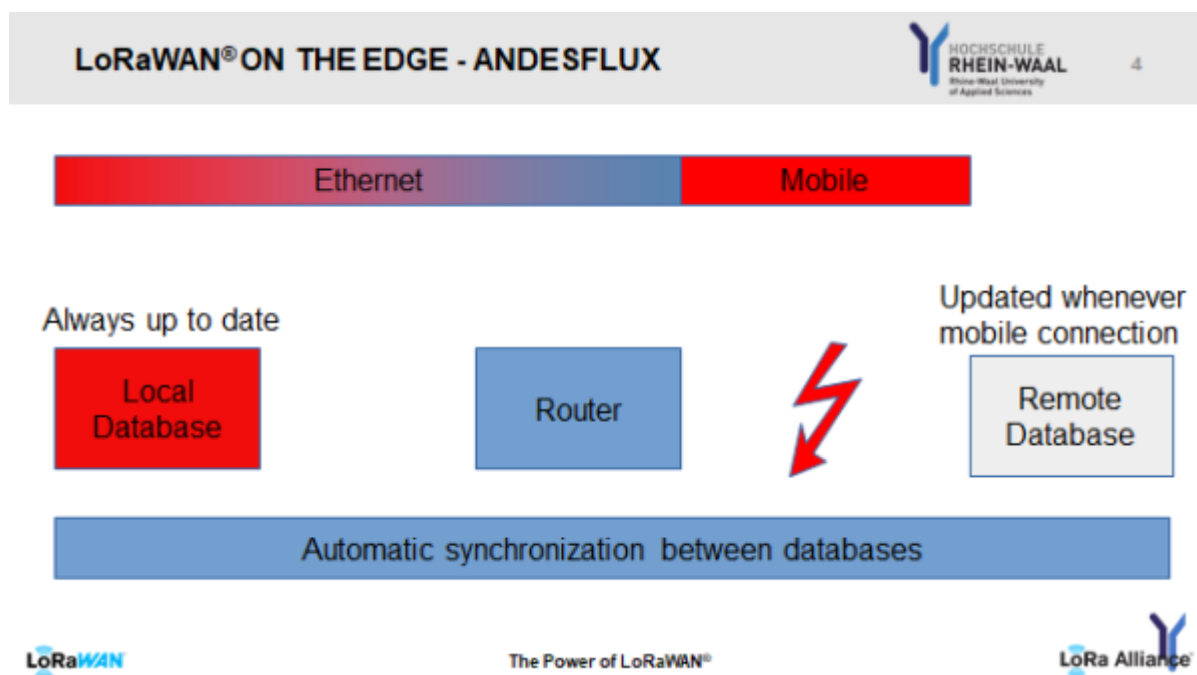 LoRaWAN® ON THE EDGE - ANDESFLUX
HOCHSCHULE
RHEIN-WAAL
Rhine-Waal University
of Applied Sciences
4
Ethernet
Mobile
Always up to date
Updated whenever
mobile connection
Local
Database
Router
Remote
Database
Automatic synchronization between databases
LoRaWAN
The Power of LoRaWAN®
LoRa Alliance